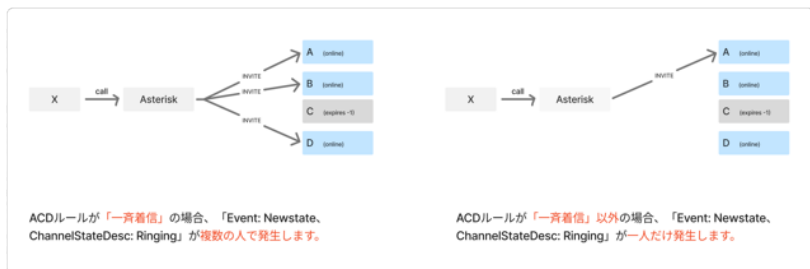 X
call
Asterisk
INVITE
INVITE
INVITE
A (online)
B (online)
C (expires -1)
D (online)
ACDルールが「一斉着信」の場合、「Event: Newstate、
ChannelStateDesc: Ringing」が複数の人で発生します。
X
call
Asterisk
INVITE
A (online)
B (online)
C (expires -1)
D (online)
ACDルールが「一斉着信」以外の場合、「Event: Newstate、
ChannelStateDesc: Ringing」が一人だけ発生します。